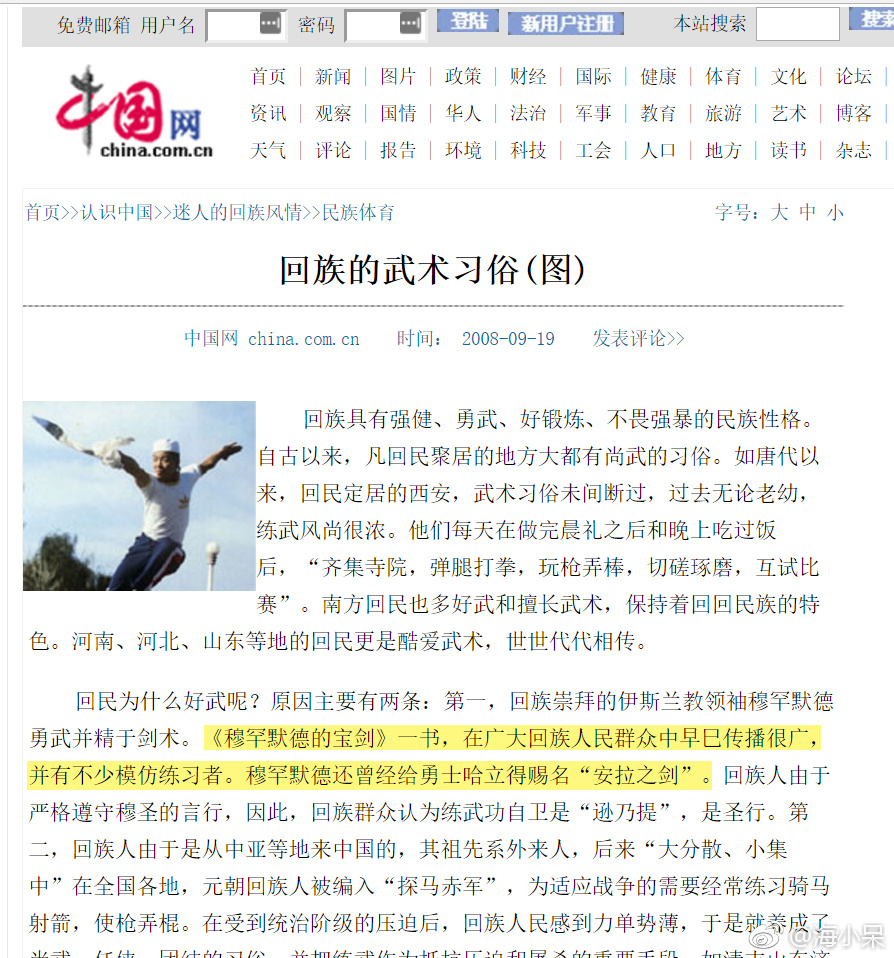 免费邮箱 用户名 密码 登陆 新用户注册 本站搜索 搜索
中国网
china.com.cn
首页 | 新闻 | 图片 | 政策 | 财经 | 国际 | 健康 | 体育 | 文化 | 论坛 |
资讯 | 观察 | 国情 | 华人 | 法治 | 军事 | 教育 | 旅游 | 艺术 | 博客 |
天气 | 评论 | 报告 | 环境 | 科技 | 工会 | 人口 | 地方 | 读书 | 杂志 |
首页>>认识中国>>迷人的回族风情>>民族体育 字号：大 中 小
回族的武术习俗(图)
中国网 china.com.cn 时间： 2008-09-19 发表评论>>
回族具有强健、勇武、好锻炼、不畏强暴的民族性格。
自古以来，凡回民聚居的地方大都有尚武的习俗。如唐代以
来，回民定居的西安，武术习俗未间断过，过去无论老幼，
练武风尚很浓。他们每天在做完晨礼之后和晚上吃过饭
后，“齐集寺院，弹腿打拳，玩枪弄棒，切磋琢磨，互试比
赛”。南方回民也多好武和擅长武术，保持着回回民族的特
色。河南、河北、山东等地的回民更是酷爱武术，世世代代相传。
回民为什么好武呢？原因主要有两条：第一，回族崇拜的伊斯兰教领袖穆罕默德
勇武并精于剑术。《穆罕默德的宝剑》一书，在广大回族人民群众中早已传播很广，
并有不少模仿练习者。穆罕默德还曾经给勇士哈立得赐名“安拉之剑”。回族人由于
严格遵守穆圣的言行，因此，回族群众认为练武功自卫是“逊乃提”，是圣行。第
二，回族人由于是从中亚等地来中国的，其祖先系外来人，后来“大分散、小集
中”在全国各地，元朝回族人被编入“探马赤军”，为适应战争的需要经常练习骑马
射箭，使枪弄棍。在受到统治阶级的压迫后，回族人民感到力单势薄，于是就养成了
@海小呆